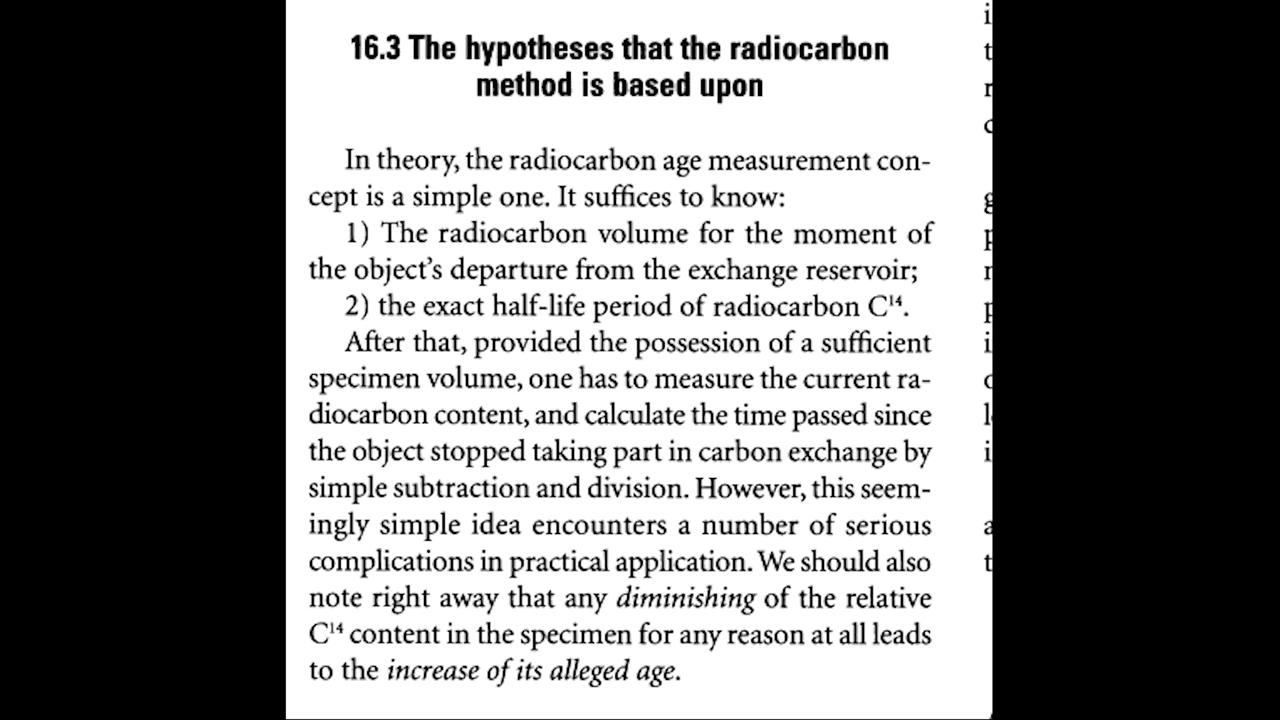 16.3 The hypotheses that the radiocarbon
method is based upon
In theory, the radiocarbon age measurement con-
cept is a simple one. It suffices to know:
1) The radiocarbon volume for the moment of
the object's departure from the exchange reservoir;
2) the exact half-life period of radiocarbon C¹⁴.
After that, provided the possession of a sufficient
specimen volume, one has to measure the current ra-
diocarbon content, and calculate the time passed since
the object stopped taking part in carbon exchange by
simple subtraction and division. However, this seem-
ingly simple idea encounters a number of serious
complications in practical application. We should also
note right away that any diminishing of the relative
C¹⁴ content in the specimen for any reason at all leads
to the increase of its alleged age.